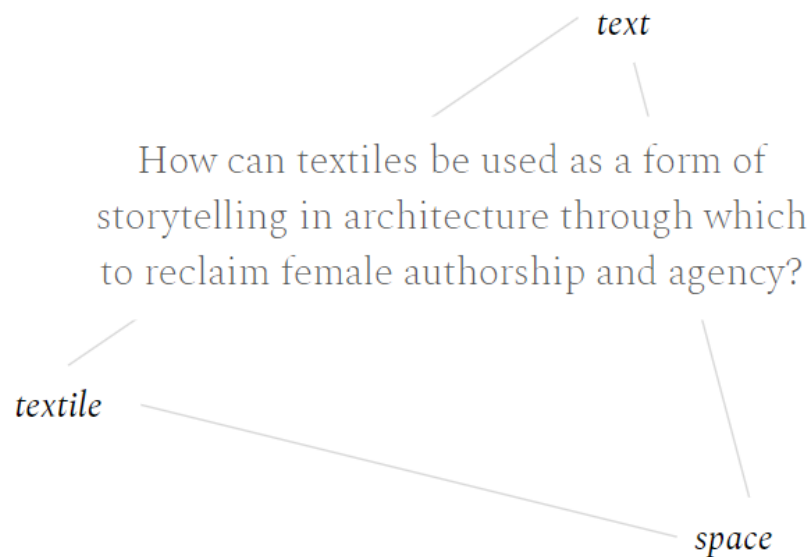 text
How can textiles be used as a form of
storytelling in architecture through which
to reclaim female authorship and agency?
textile
space